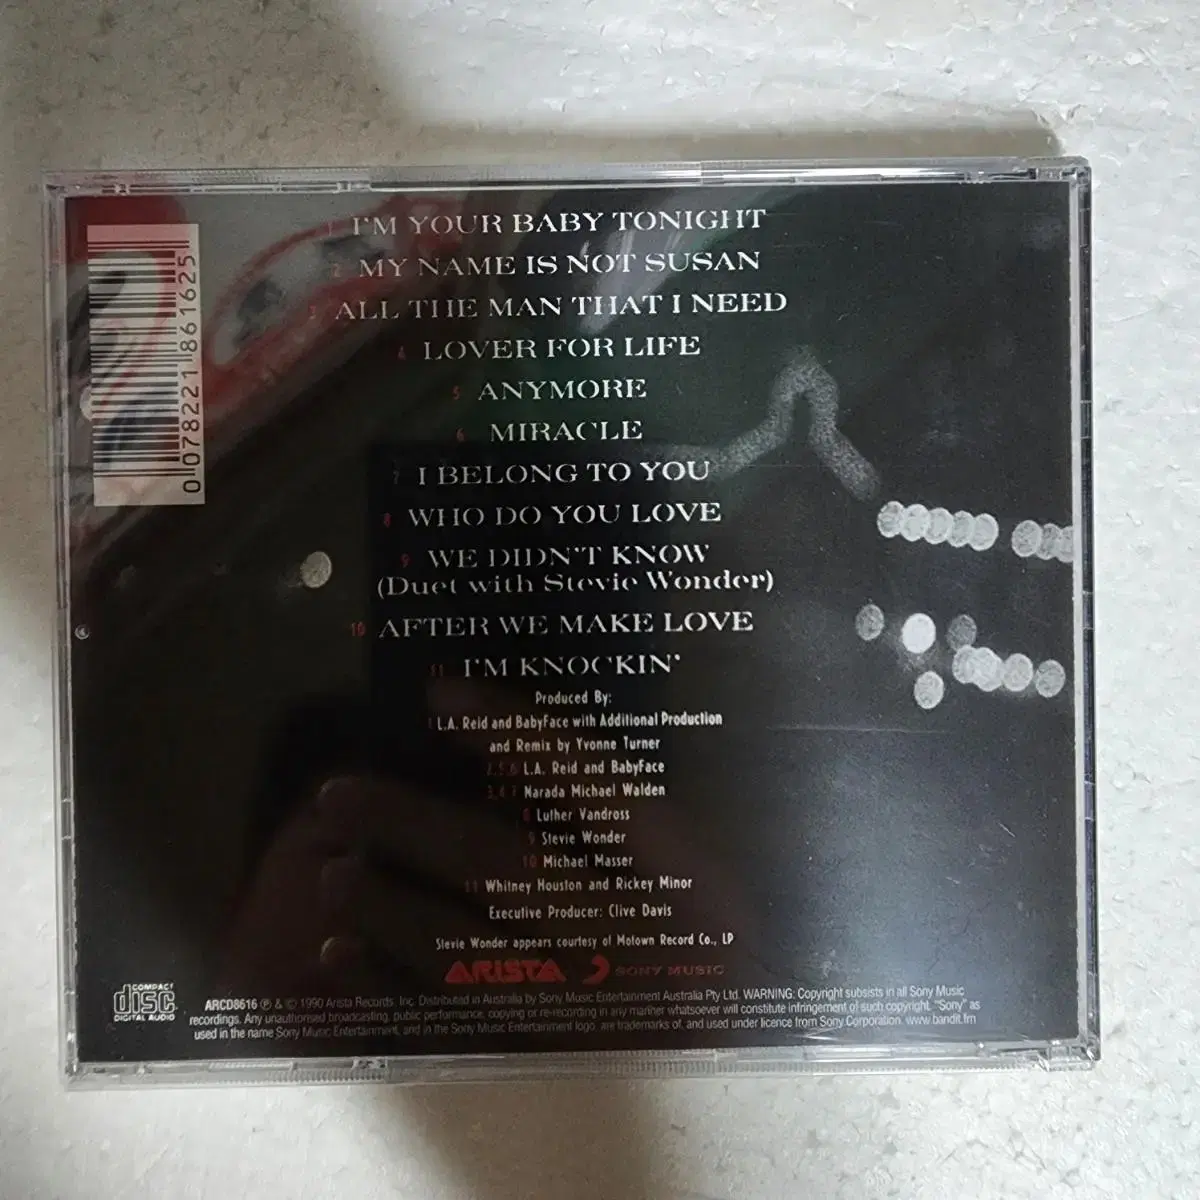 1 I'M YOUR BABY TONIGHT
2 MY NAME IS NOT SUSAN
3 ALL THE MAN THAT I NEED
4 LOVER FOR LIFE
5 ANYMORE
6 MIRACLE
7 I BELONG TO YOU
8 WHO DO YOU LOVE
9 WE DIDN'T KNOW
(Duet with Stevie Wonder)
10 AFTER WE MAKE LOVE
11 I'M KNOCKIN'
Produced By:
1 L.A. Reid and BabyFace with Additional Production
and Remix by Yvonne Turner
2,5,6 L.A. Reid and BabyFace
3,4,7 Narada Michael Walden
8 Luther Vandross
9 Stevie Wonder
10 Michael Masser
11 Whitney Houston and Rickey Minor
Executive Producer: Clive Davis
Stevie Wonder appears courtesy of Motown Record Co., LP
ARISTA SONY MUSIC
COMPACT
disc
DIGITAL AUDIO
ARCD8616 ℗ & © 1990 Arista Records, Inc. Distributed in Australia by Sony Music Entertainment Australia Pty Ltd. WARNING: Copyright subsists in all Sony Music
recordings. Any unauthorised broadcasting, public performance, copying or re-recording in any manner whatsoever will constitute infringement of such copyright. "Sony" as
used in the name Sony Music Entertainment, and in the Sony Music Entertainment logo, are trademarks of, and used under licence from Sony Corporation. www.bandit.fm
0 078221 861625